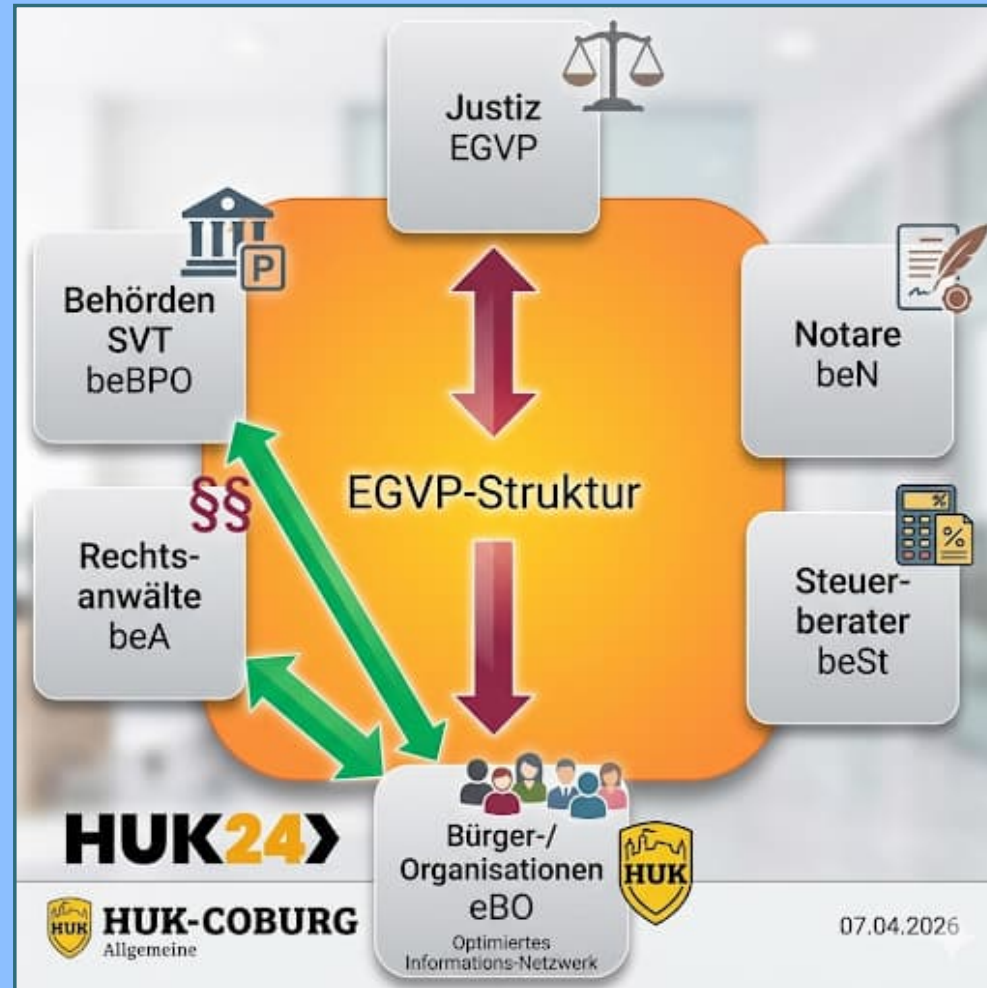 Justiz
EGVP
P
Behörden
SVT
beBPO
Notare
beN
§§
EGVP-Struktur
Rechts-
anwälte
beA
%
%
Steuer-
berater
beSt
HUK24
Bürger-/
Organisationen
eBO
Optimiertes
Informations-Netzwerk
HUK
HUK
HUK-COBURG
Allgemeine
07.04.2026